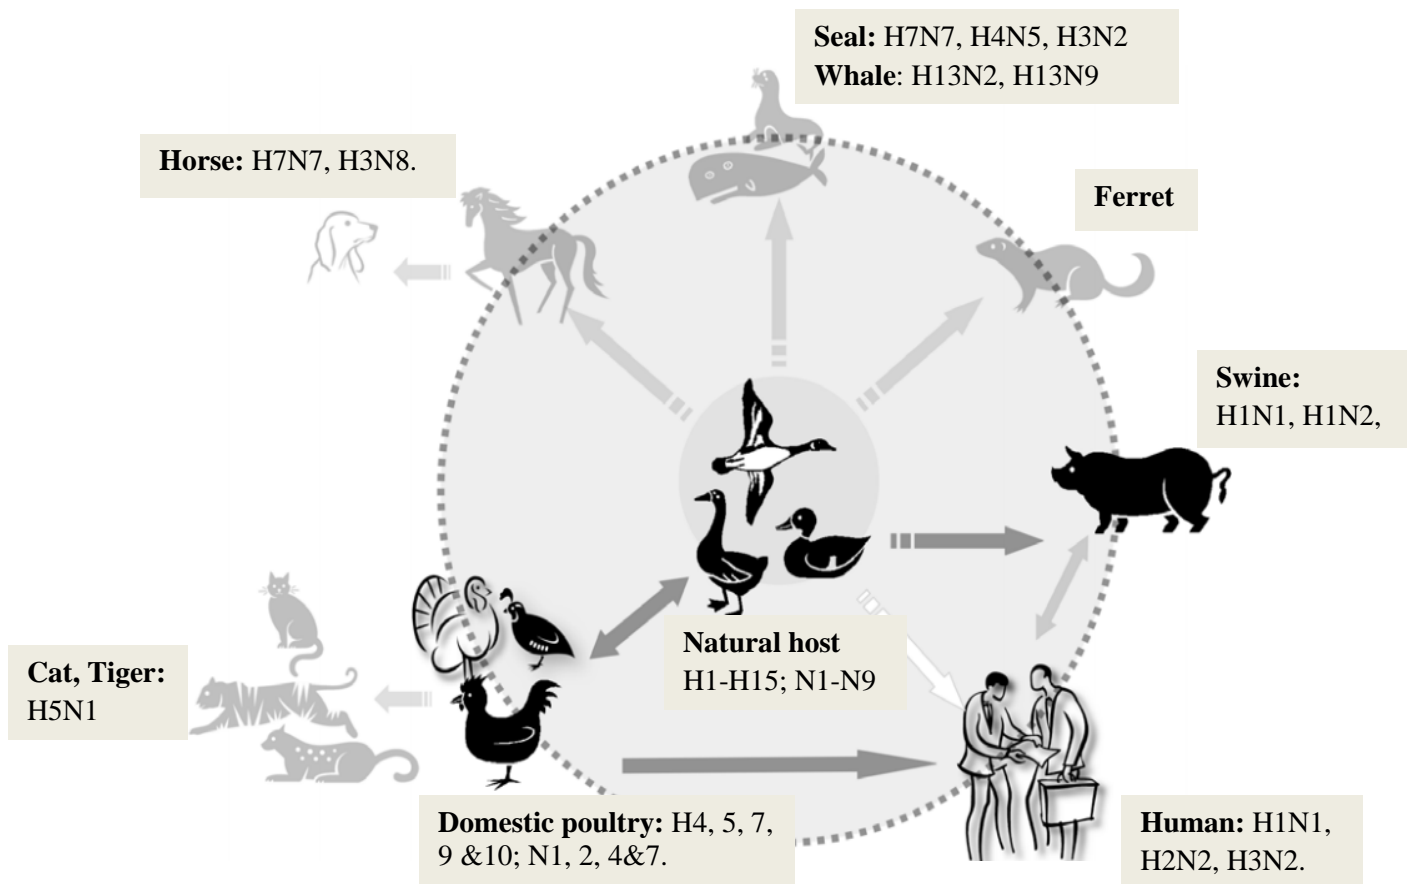 Seal: H7N7, H4N5, H3N2
Whale: H13N2, H13N9
Horse: H7N7, H3N8.
Ferret
Swine:
H1N1, H1N2,
Natural host
H1-H15; N1-N9
Cat, Tiger:
H5N1
Domestic poultry: H4, 5, 7,
9 &10; N1, 2, 4&7.
Human: H1N1,
H2N2, H3N2.